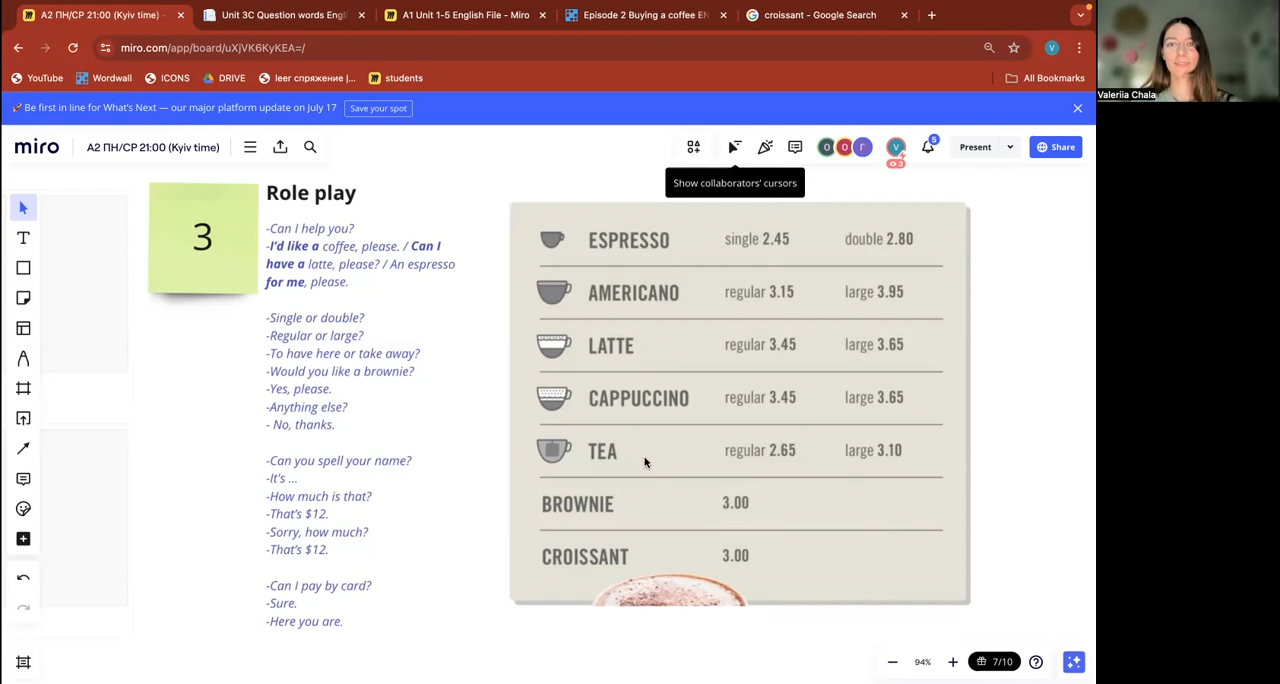 A2 ПН/СР 21:00 (Kyiv time) -
Unit 3C Question words Engl
A1 Unit 1-5 English File - Miro
Episode 2 Buying a coffee EN
croissant - Google Search
miro.com/app/board/uXjVK6KyKEA=/
V
YouTube
Wordwall
ICONS
DRIVE
leer спряжение |...
students
All Bookmarks
Valeriia Chala
🚀 Be first in line for What's Next — our major platform update on July 17
Save your spot
miro
A2 ПН/СР 21:00 (Kyiv time)
O
O
Г
V
3
5
Present
Share
Show collaborators' cursors
T
3
Role play
-Can I help you?
-I'd like a coffee, please. / Can I
have a latte, please? / An espresso
for me, please.
-Single or double?
-Regular or large?
-To have here or take away?
-Would you like a brownie?
-Yes, please.
-Anything else?
- No, thanks.
-Can you spell your name?
-It's ...
-How much is that?
-That's $12.
-Sorry, how much?
-That's $12.
-Can I pay by card?
-Sure.
-Here you are.
ESPRESSO single 2.45 double 2.80
AMERICANO regular 3.15 large 3.95
LATTE regular 3.45 large 3.65
CAPPUCCINO regular 3.45 large 3.65
TEA regular 2.65 large 3.10
BROWNIE 3.00
CROISSANT 3.00
94%
7/10